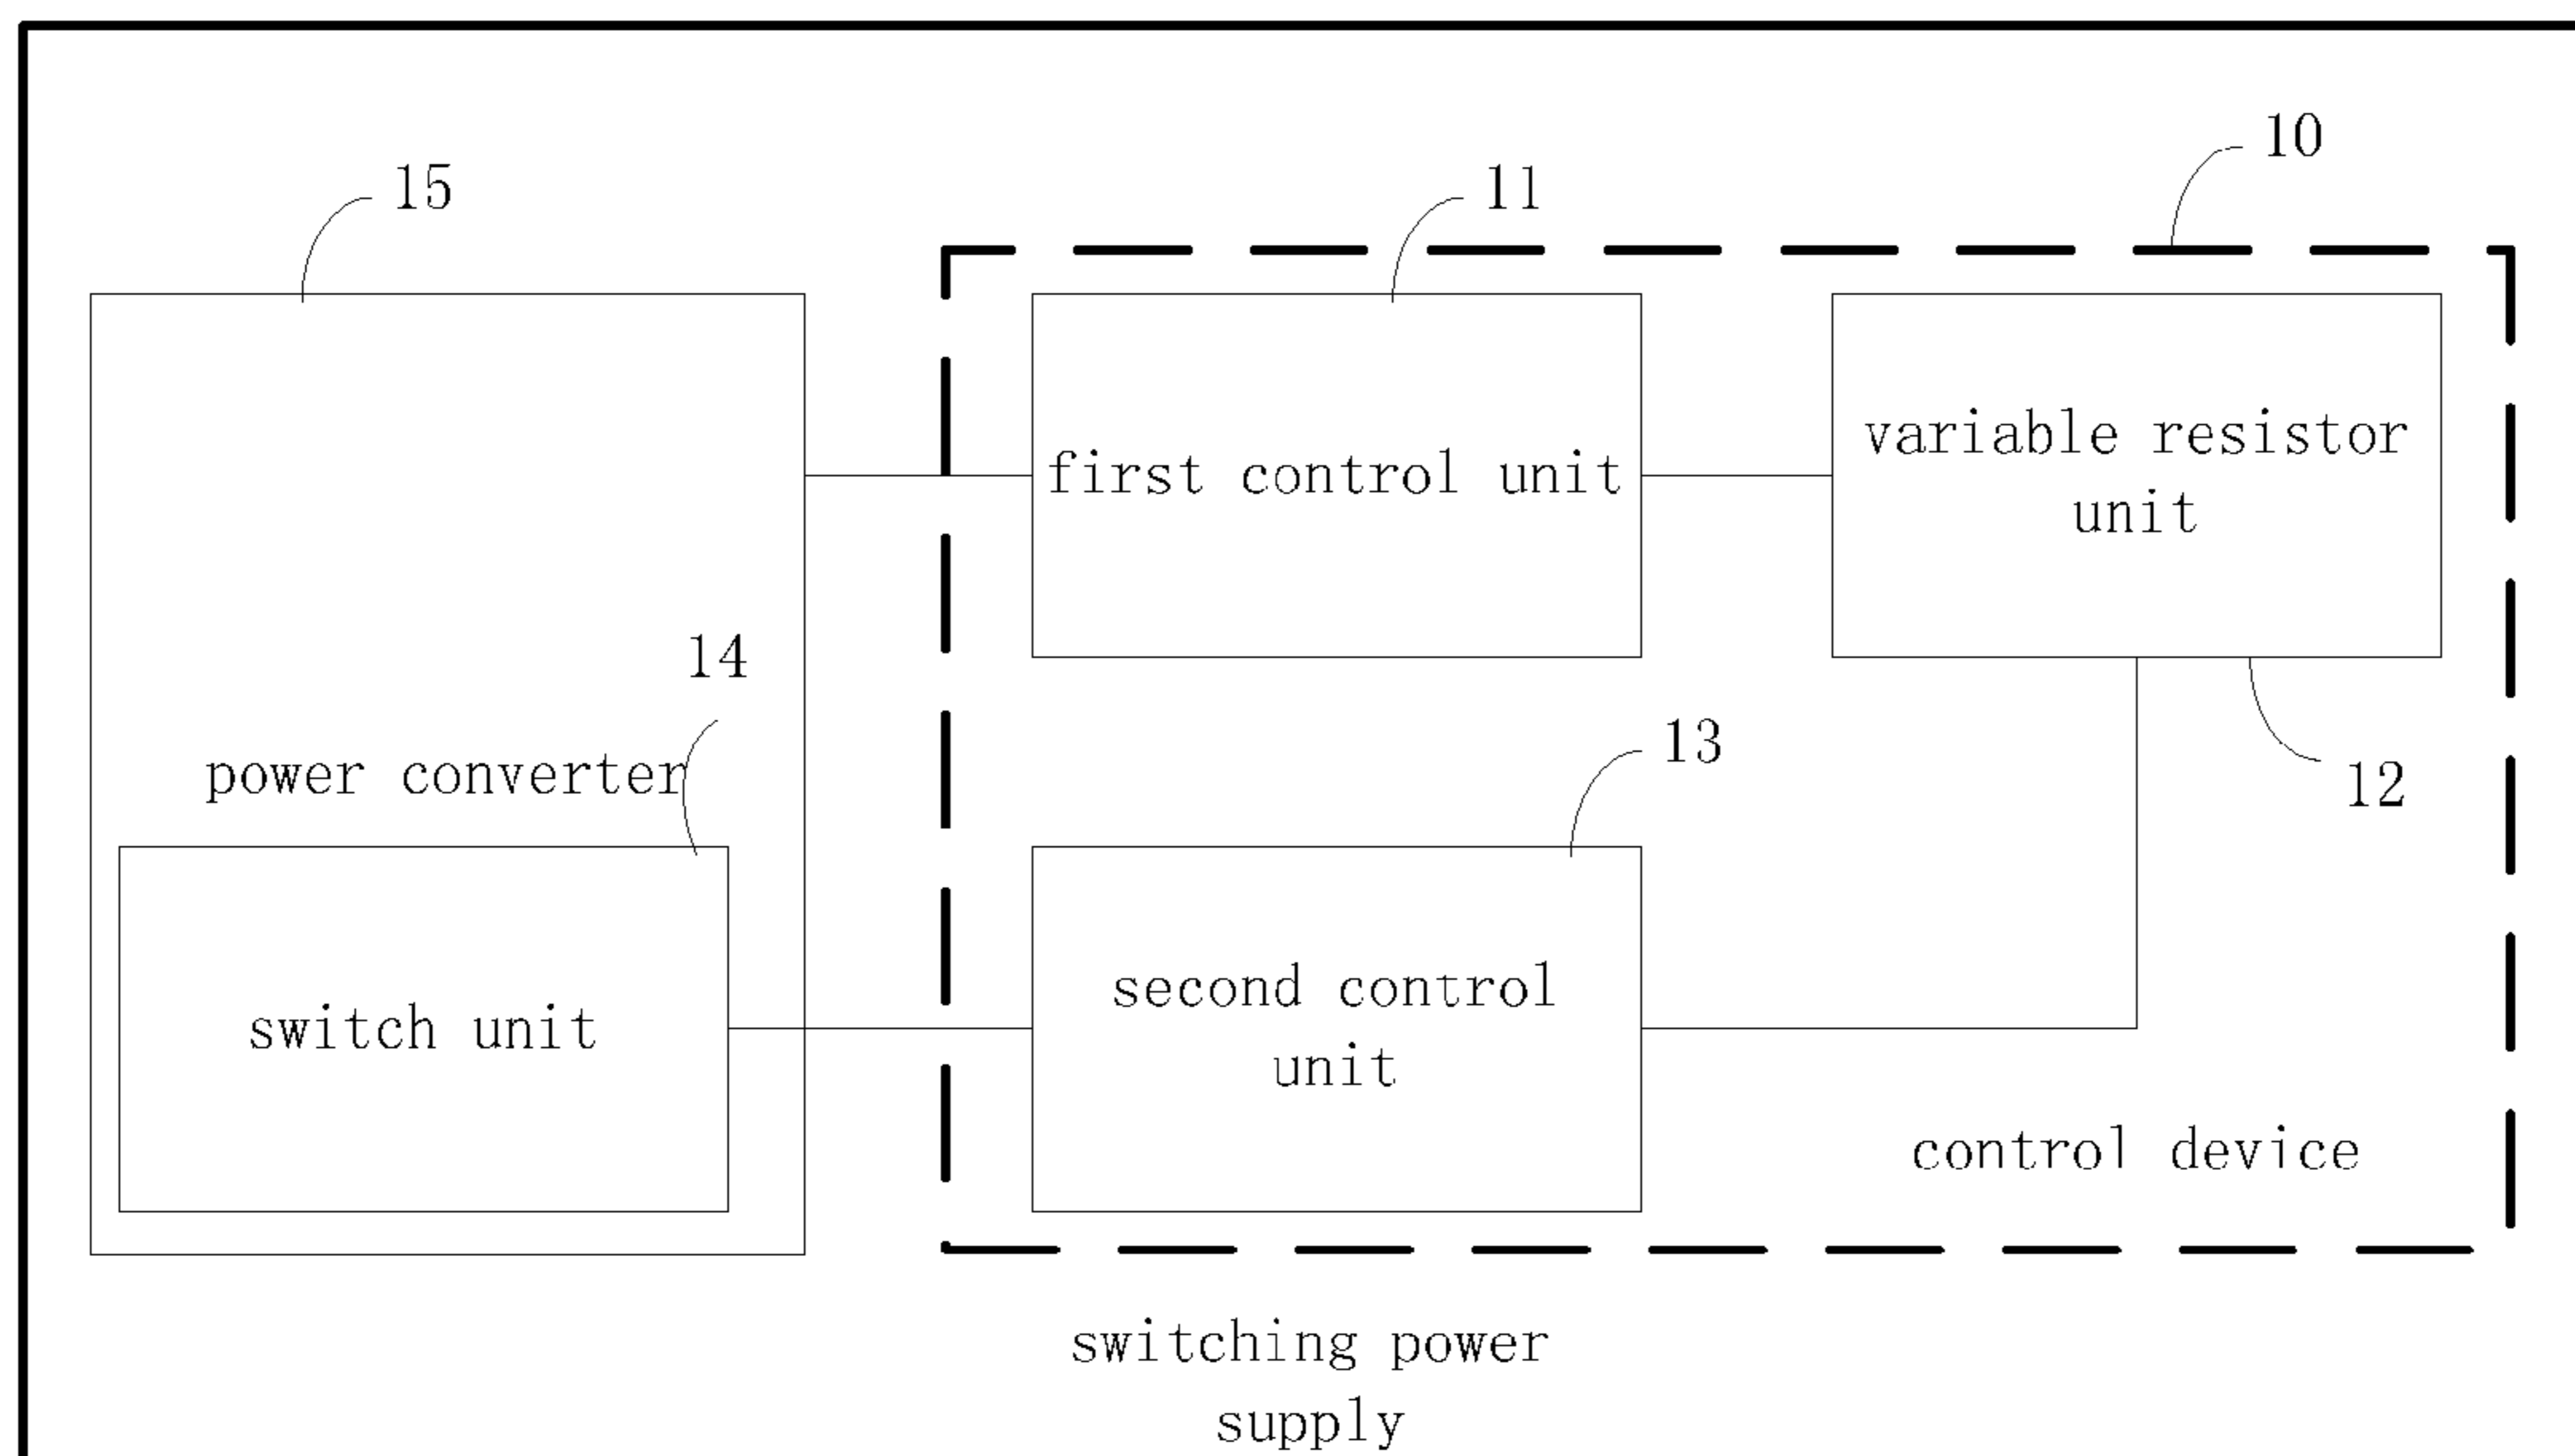 10
15
11
first control unit
variable resistor
unit
14
13
power converter
12
second control
unit
switch unit
control device
switching power
supply